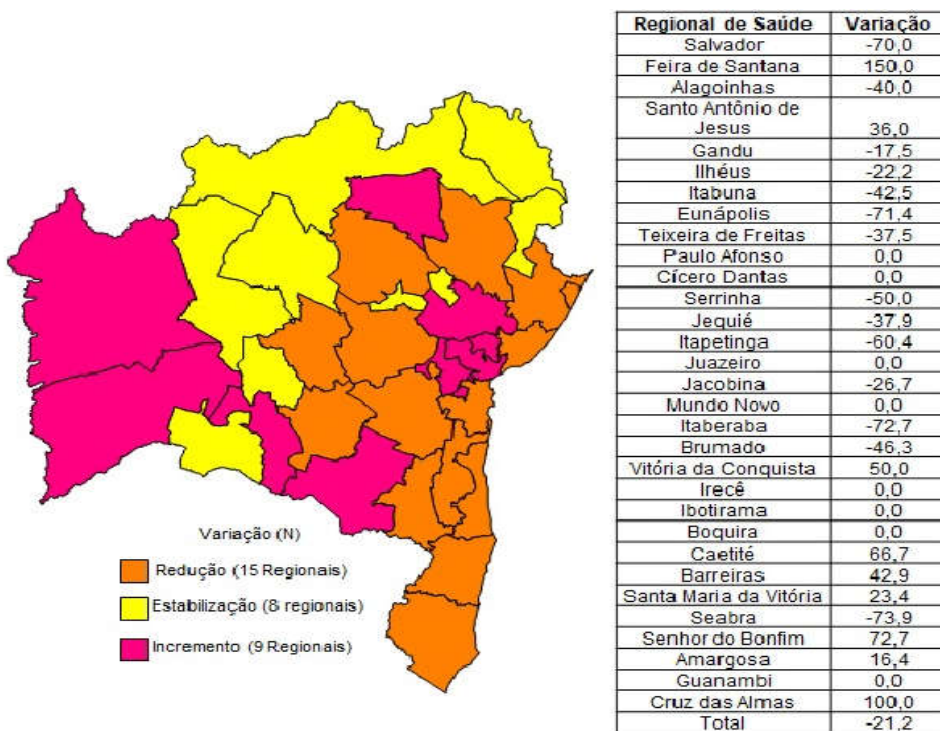 Regional de Saúde Variação
Salvador -70,0
Feira de Santana 150,0
Alagoinhas -40,0
Santo Antônio de
Jesus 36,0
Gandu -17,5
Ilhéus -22,2
Itabuna -42,5
Eunápolis -71,4
Teixeira de Freitas -37,5
Paulo Afonso 0,0
Cícero Dantas 0,0
Serrinha -50,0
Jequié -37,9
Itapetinga -60,4
Juazeiro 0,0
Jacobina -26,7
Mundo Novo 0,0
Itaberaba -72,7
Brumado -46,3
Vitória da Conquista 50,0
Irecê 0,0
Ibotirama 0,0
Boquira 0,0
Caetité 66,7
Barreiras 42,9
Santa Maria da Vitória 23,4
Seabra -73,9
Senhor do Bonfim 72,7
Amargosa 16,4
Guanambi 0,0
Cruz das Almas 100,0
Total -21,2
Variação (N)
Redução (15 Regionais)
Estabilização (8 regionais)
Incremento (9 Regionais)